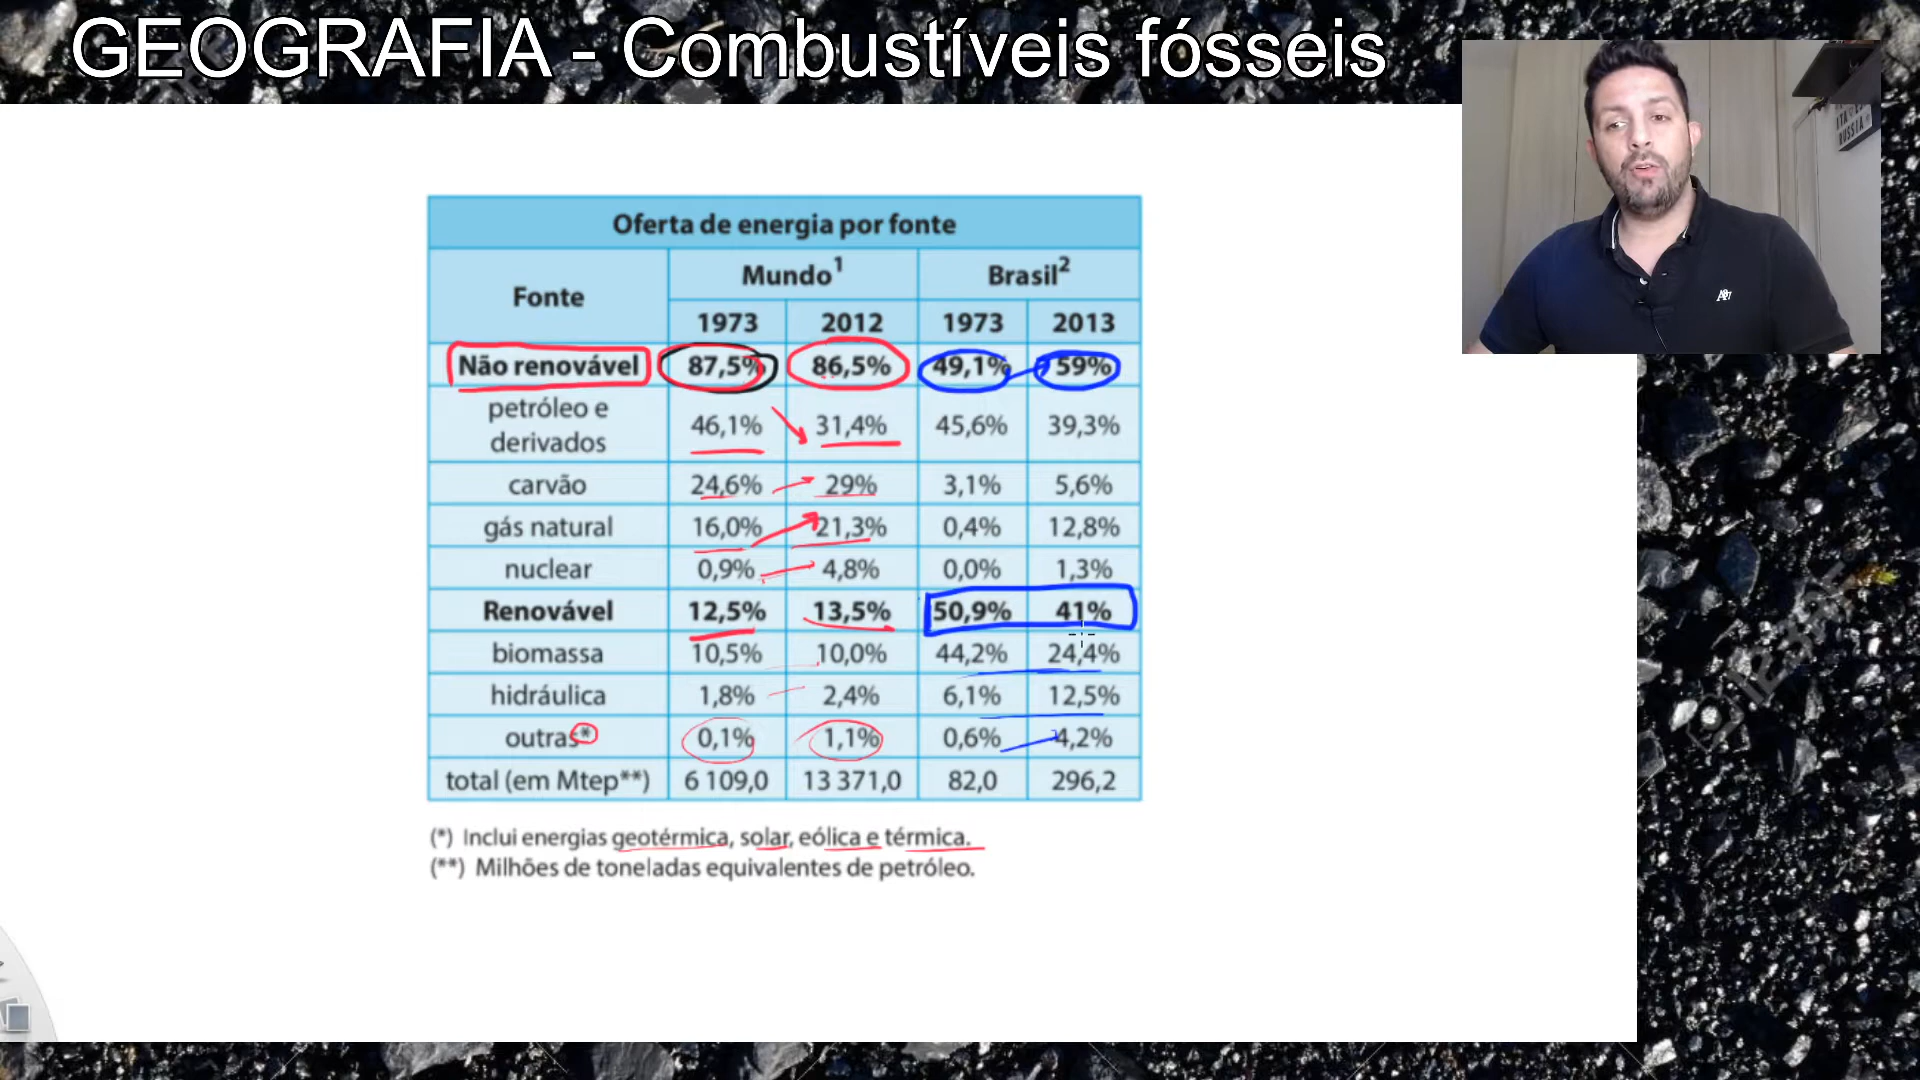 GEOGRAFIA - Combustíveis fósseis
Oferta de energia por fonte
Fonte Mundo¹ Brasil²
1973 2012 1973 2013
Não renovável 87,5% 86,5% 49,1% 59%
petróleo e derivados 46,1% 31,4% 45,6% 39,3%
carvão 24,6% 29% 3,1% 5,6%
gás natural 16,0% 21,3% 0,4% 12,8%
nuclear 0,9% 4,8% 0,0% 1,3%
Renovável 12,5% 13,5% 50,9% 41%
biomassa 10,5% 10,0% 44,2% 24,4%
hidráulica 1,8% 2,4% 6,1% 12,5%
outras* 0,1% 1,1% 0,6% 4,2%
total (em Mtep**) 6 109,0 13 371,0 82,0 296,2
(*) Inclui energias geotérmica, solar, eólica e térmica.
(**) Milhões de toneladas equivalentes de petróleo.